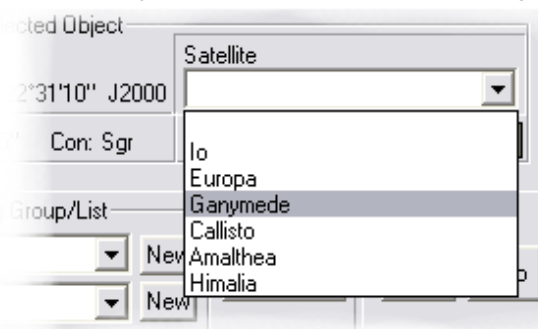 cted Object
Satellite
2°31'10" J2000
Con: Sgr
Io
Europa
Ganymede
Callisto
Amalthea
Himalia
Group/List
New
New